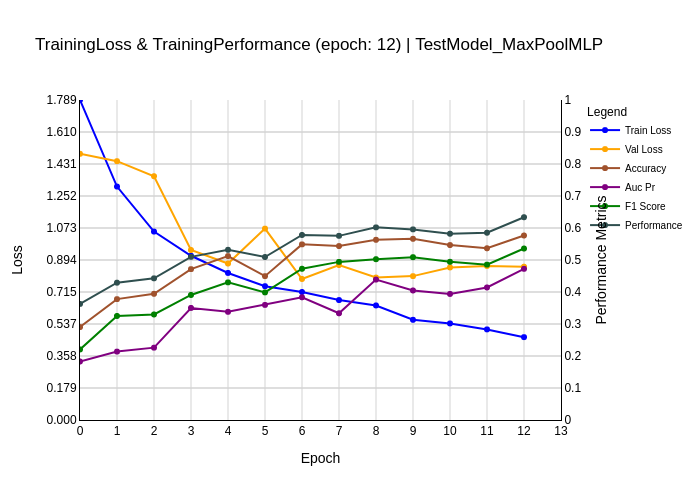 TrainingLoss & TrainingPerformance (epoch: 12) | TestModel_MaxPoolMLP
1.789
1.610
1.431
1.252
1.073
0.894
0.715
0.537
0.358
0.179
0.000
Loss
0 1 2 3 4 5 6 7 8 9 10 11 12 13
Epoch
1
0.9
0.8
0.7
0.6
0.5
0.4
0.3
0.2
0.1
0
Performance Metrics
Legend
Train Loss
Val Loss
Accuracy
Auc Pr
F1 Score
Performance